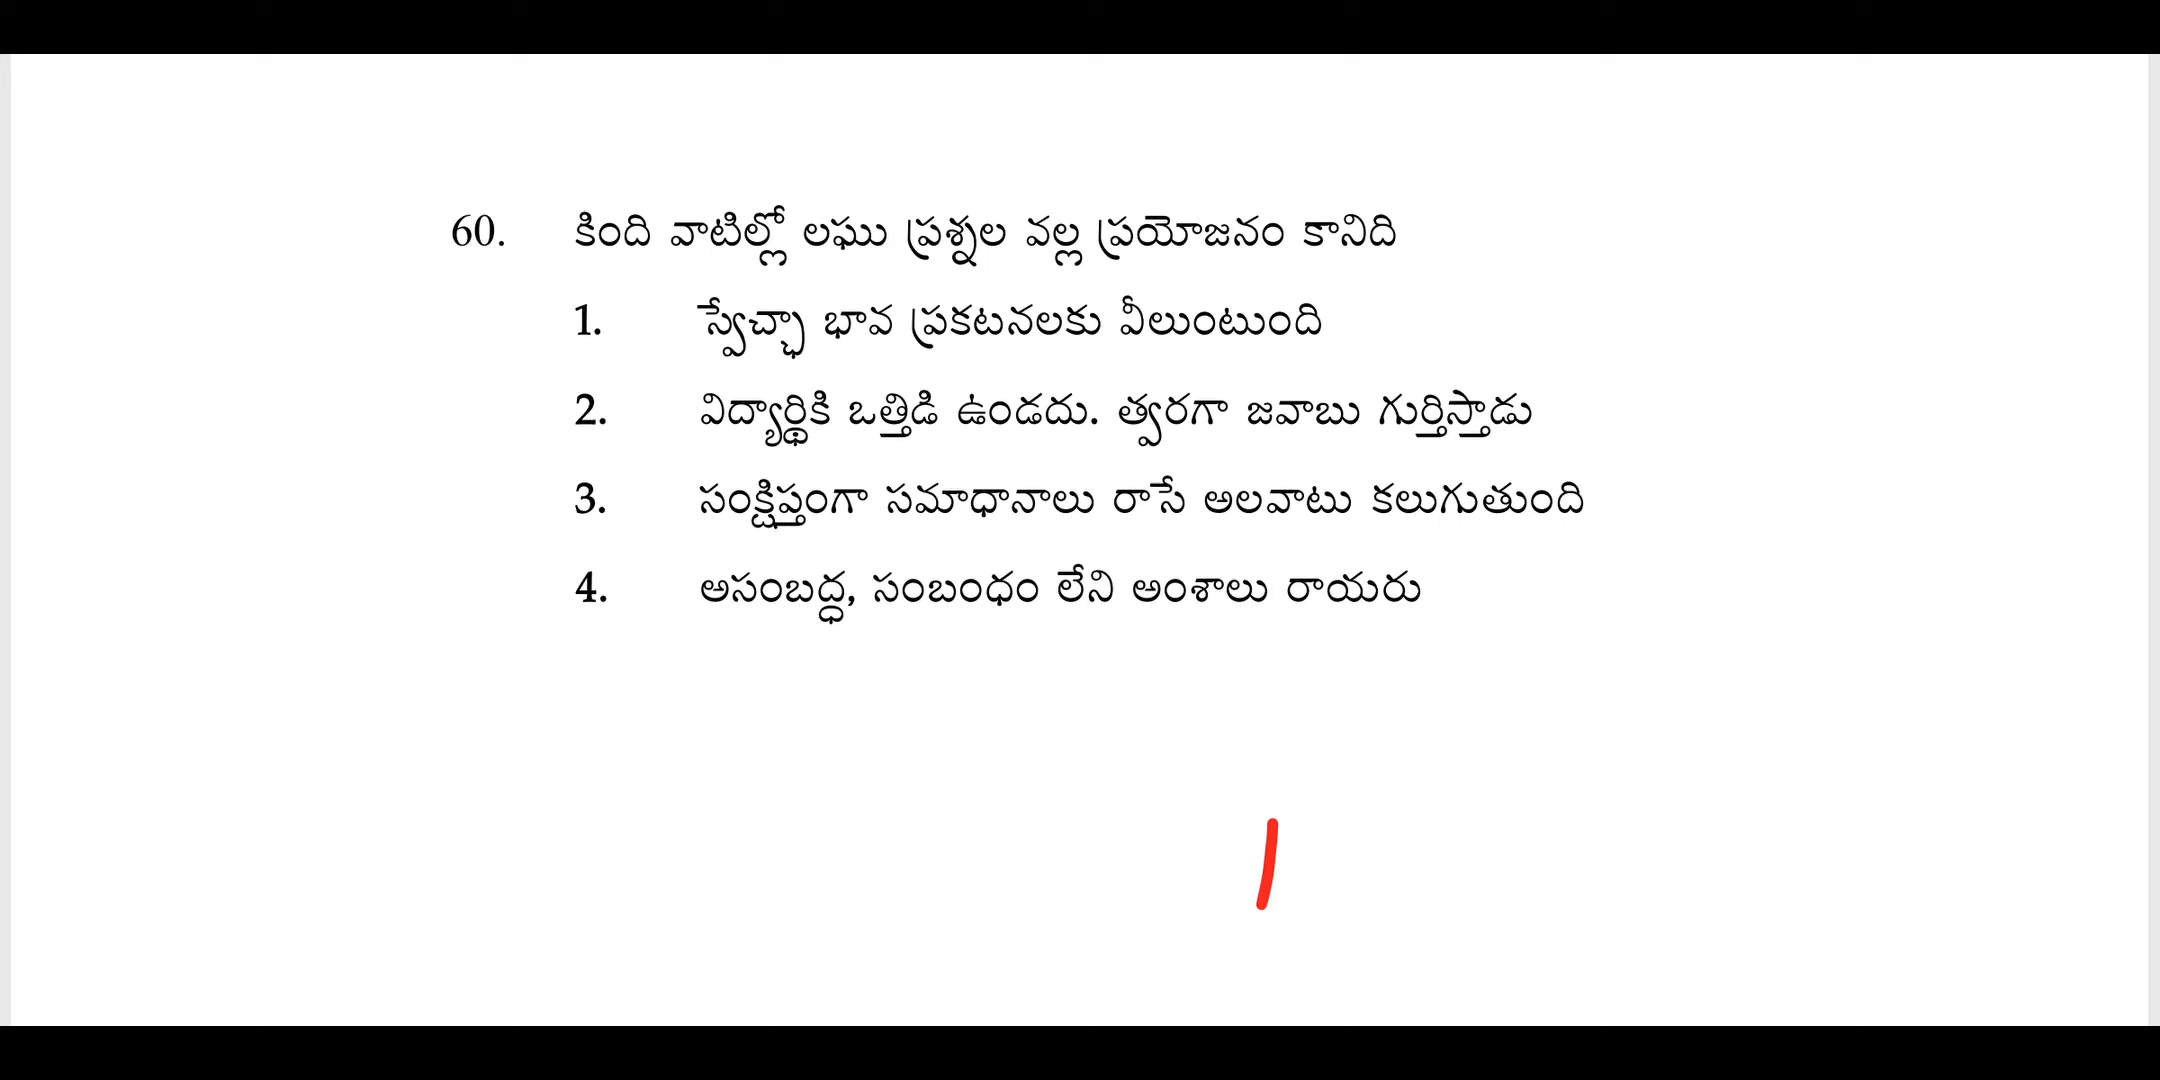 60. కింది వాటిల్లో లఘు ప్రశ్నల వల్ల ప్రయోజనం కానిది
1. స్వేచ్ఛా భావ ప్రకటనలకు వీలుంటుంది
2. విద్యార్థికి ఒత్తిడి ఉండదు. త్వరగా జవాబు గుర్తిస్తాడు
3. సంక్షిప్తంగా సమాధానాలు రాసే అలవాటు కలుగుతుంది
4. అసంబద్ధ, సంబంధం లేని అంశాలు రాయరు